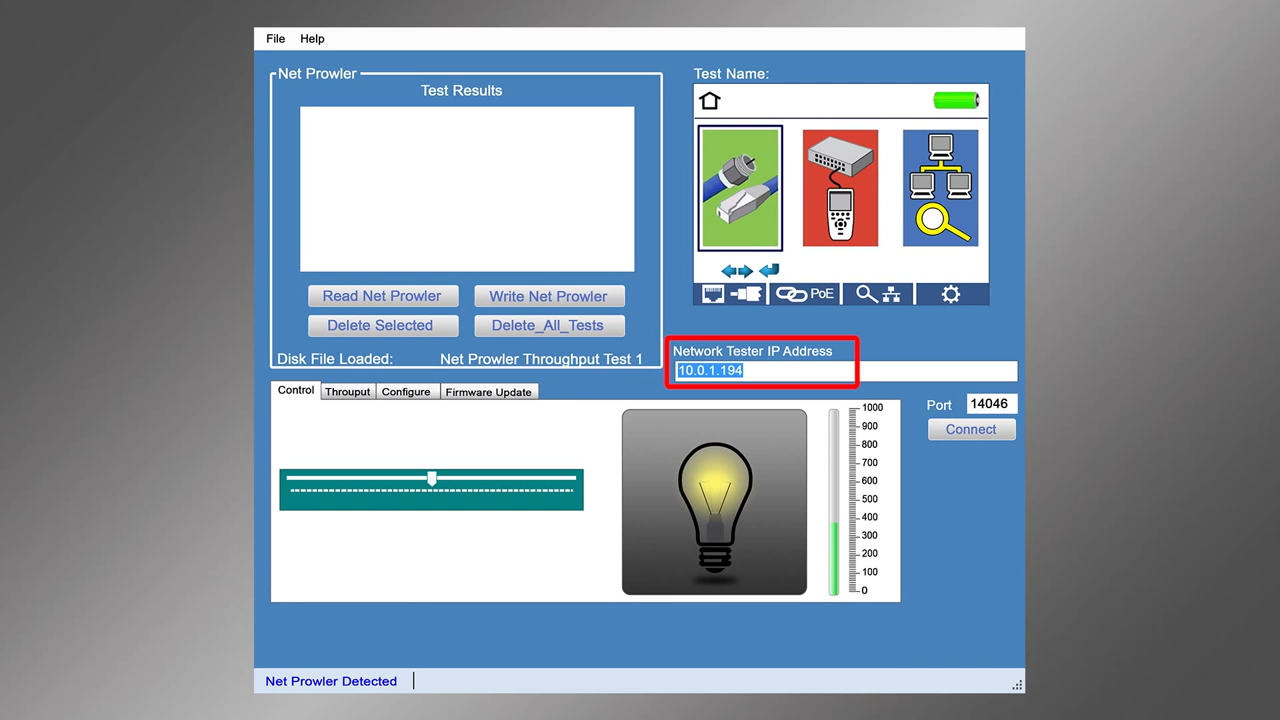 File Help
Net Prowler
Test Results
Read Net Prowler Write Net Prowler
Delete Selected Delete_All_Tests
Disk File Loaded: Net Prowler Throughput Test 1
Test Name:
PoE
Network Tester IP Address
10.0.1.194
Port 14046
Connect
Control Throuput Configure Firmware Update
1000
900
800
700
600
500
400
300
200
100
0
Net Prowler Detected